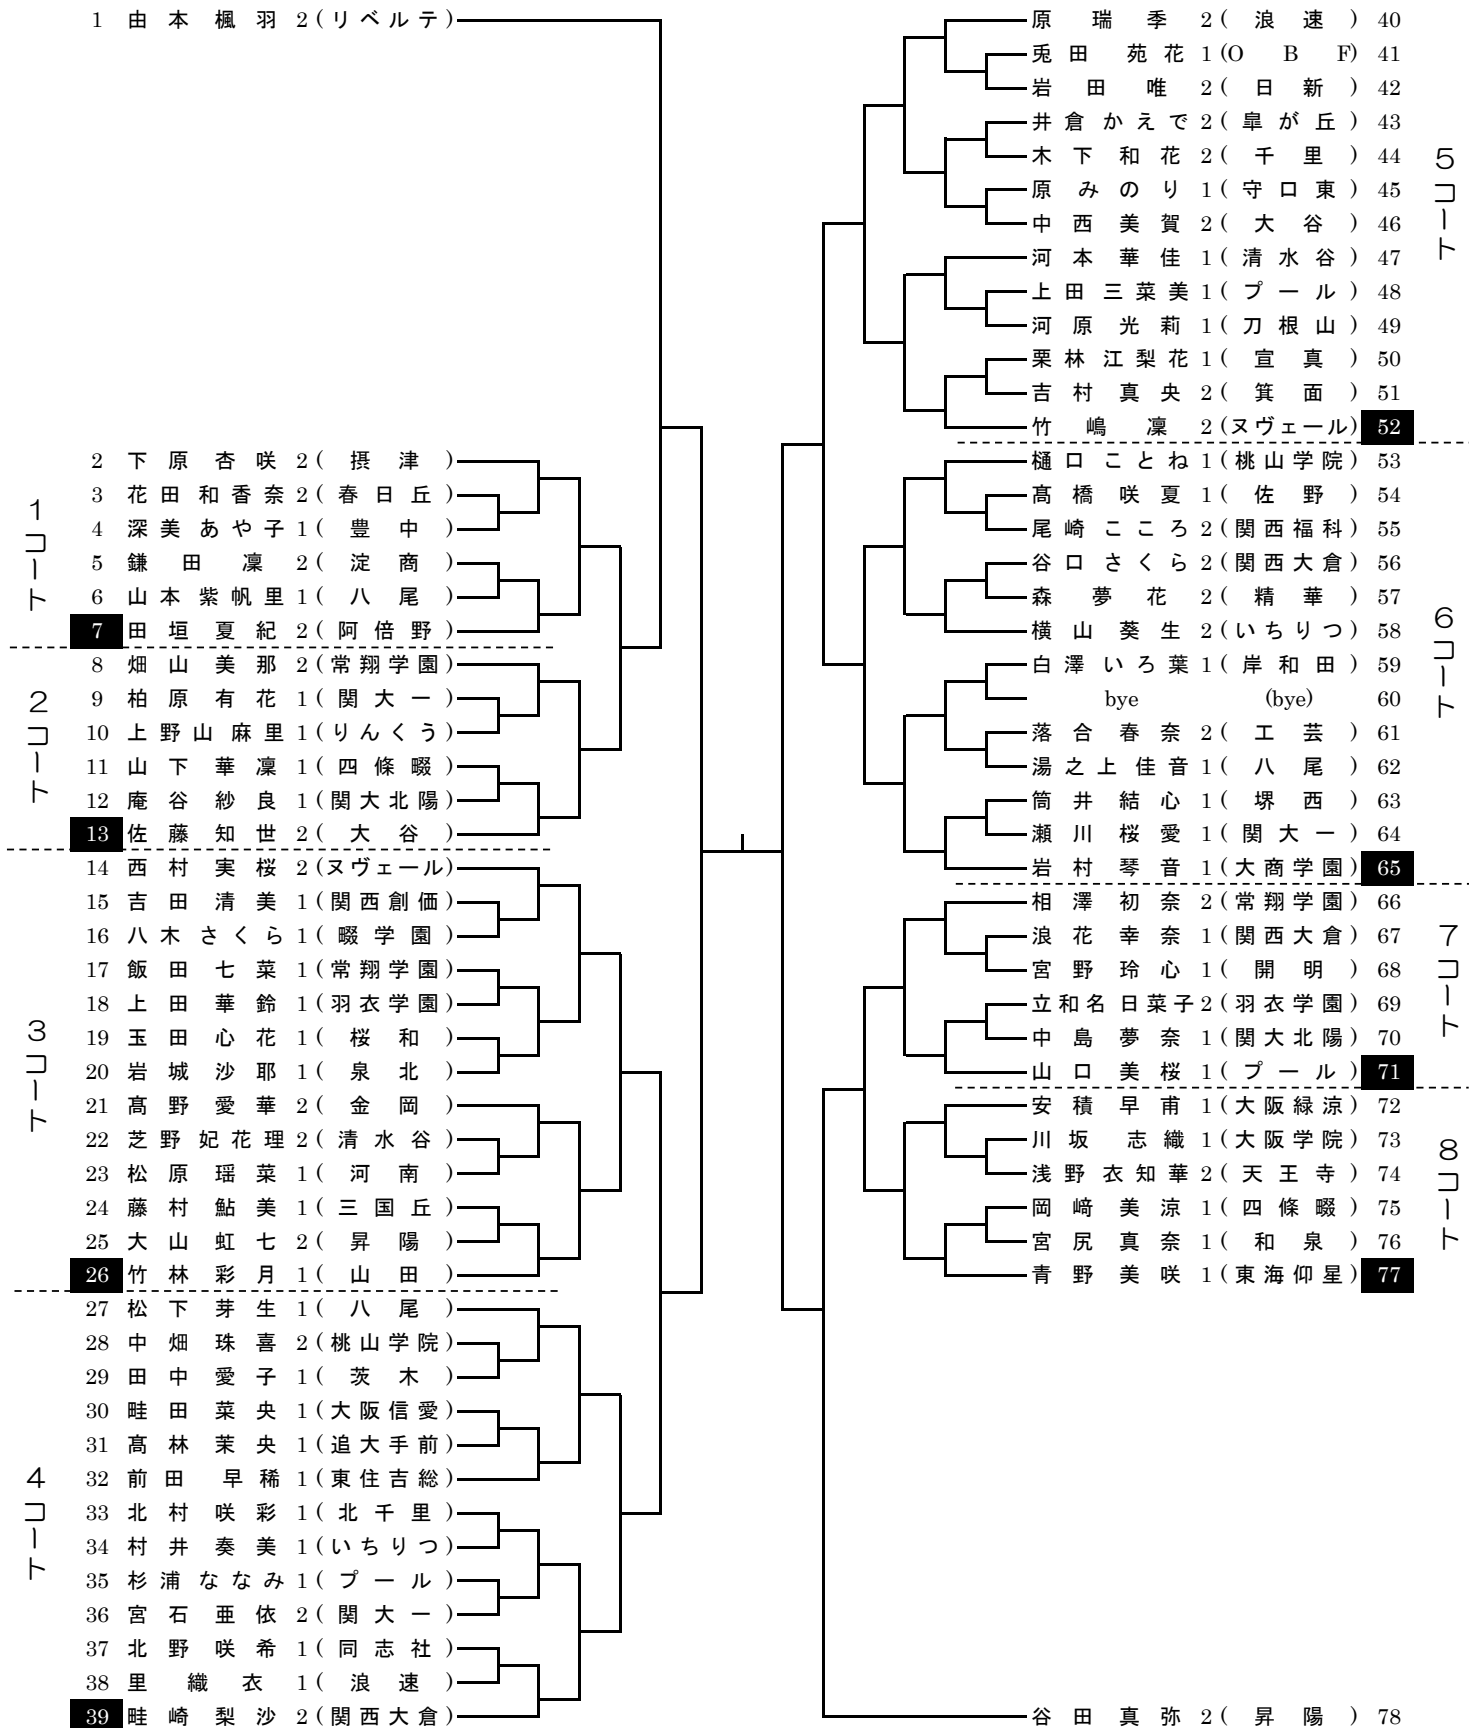 1 由本 楓羽 2 (リベルテ)
1コート
2 下原 杏咲 2 (摂津)
3 花田 和香奈 2 (春日丘)
4 深美 あや子 1 (豊中)
5 鎌田 凜 2 (淀商)
6 山本 紫帆里 1 (八尾)
7 田垣 夏紀 2 (阿倍野)
2コート
8 畑山 美那 2 (常翔学園)
9 柏原 有花 1 (関大一)
10 上野山 麻里 1 (りんくう)
11 山下 華凜 1 (四條畷)
12 庵谷 紗良 1 (関大北陽)
13 佐藤 知世 2 (大谷)
3コート
14 西村 実桜 2 (ヌヴェール)
15 吉田 清美 1 (関西創価)
16 八木 さくら 1 (畷学園)
17 飯田 七菜 1 (常翔学園)
18 上田 華鈴 1 (羽衣学園)
19 玉田 心花 1 (桜和)
20 岩城 沙耶 1 (泉北)
21 髙野 愛華 2 (金岡)
22 芝野 妃花理 2 (清水谷)
23 松原 瑶菜 1 (河南)
24 藤村 鮎美 1 (三国丘)
25 大山 虹七 2 (昇陽)
26 竹林 彩月 1 (山田)
4コート
27 松下 芽生 1 (八尾)
28 中畑 珠喜 2 (桃山学院)
29 田中 愛子 1 (茨木)
30 畦田 菜央 1 (大阪信愛)
31 髙林 茉央 1 (追大手前)
32 前田 早稀 1 (東住吉総)
33 北村 咲彩 1 (北千里)
34 村井 奏美 1 (いちりつ)
35 杉浦 ななみ 1 (プール)
36 宮石 亜依 2 (関大一)
37 北野 咲希 1 (同志社)
38 里 織衣 1 (浪速)
39 畦崎 梨沙 2 (関西大倉)
5コート
原 瑞季 2 (浪速) 40
兎田 苑花 1 (OBF) 41
岩田 唯 2 (日新) 42
井倉 かえで 2 (皐が丘) 43
木下 和花 2 (千里) 44
原 みのり 1 (守口東) 45
中西 美賀 2 (大谷) 46
河本 華佳 1 (清水谷) 47
上田 三菜美 1 (プール) 48
河原 光莉 1 (刀根山) 49
栗林 江梨花 1 (宣真) 50
吉村 真央 2 (箕面) 51
竹嶋 凜 2 (ヌヴェール) 52
6コート
樋口 ことね 1 (桃山学院) 53
髙橋 咲夏 1 (佐野) 54
尾崎 こころ 2 (関西福科) 55
谷口 さくら 2 (関西大倉) 56
森 夢花 2 (精華) 57
横山 葵生 2 (いちりつ) 58
白澤 いろ葉 1 (岸和田) 59
bye (bye) 60
落合 春奈 2 (工芸) 61
湯之上 佳音 1 (八尾) 62
筒井 結心 1 (堺西) 63
瀬川 桜愛 1 (関大一) 64
岩村 琴音 1 (大商学園) 65
7コート
相澤 初奈 2 (常翔学園) 66
浪花 幸奈 1 (関西大倉) 67
宮野 玲心 1 (開明) 68
立和名 日菜子 2 (羽衣学園) 69
中島 夢奈 1 (関大北陽) 70
山口 美桜 1 (プール) 71
8コート
安積 早甫 1 (大阪緑涼) 72
川坂 志織 1 (大阪学院) 73
浅野 衣知華 2 (天王寺) 74
岡﨑 美涼 1 (四條畷) 75
宮尻 真奈 1 (和泉) 76
青野 美咲 1 (東海仰星) 77
谷田 真弥 2 (昇陽) 78